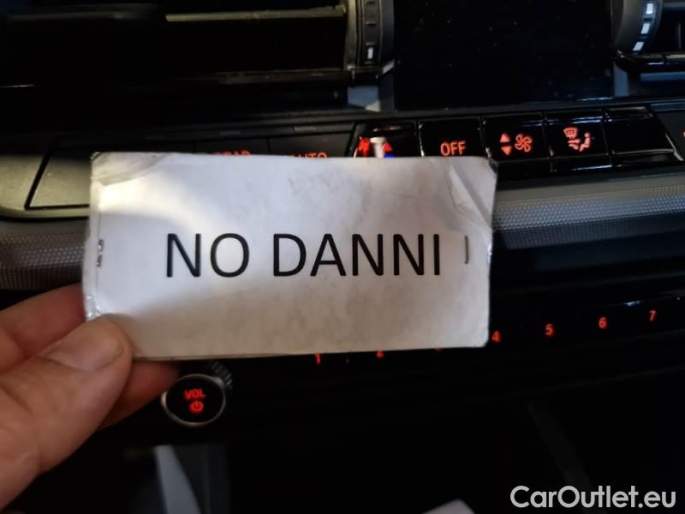 OFF
NO DANNI
4 5 6 7
VOL
CarOutlet.eu